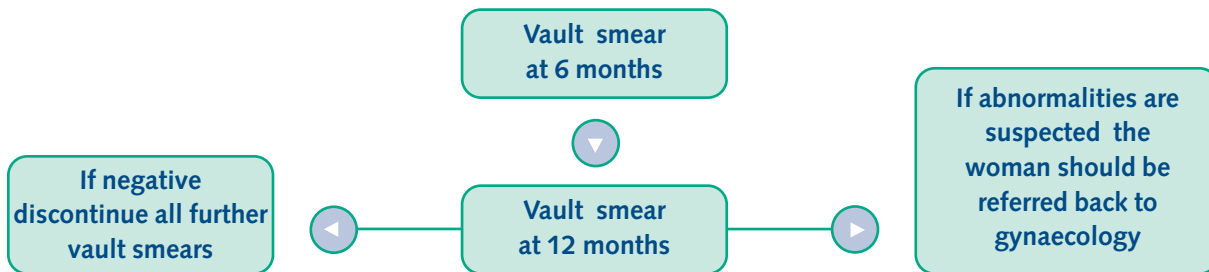 Vault smear
at 6 months
If negative
discontinue all further
vault smears
Vault smear
at 12 months
If abnormalities are
suspected the
woman should be
referred back to
gynaecology